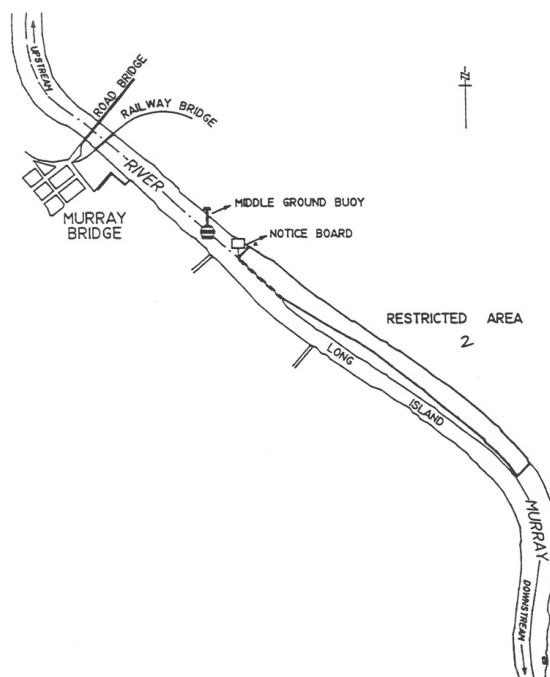 UPSTREAM
ROAD BRIDGE
RAILWAY BRIDGE
N
RIVER
MIDDLE GROUND BUOY
MURRAY
BRIDGE
NOTICE BOARD
RESTRICTED AREA
2
LONG
ISLAND
MURRAY
DOWNSTREAM